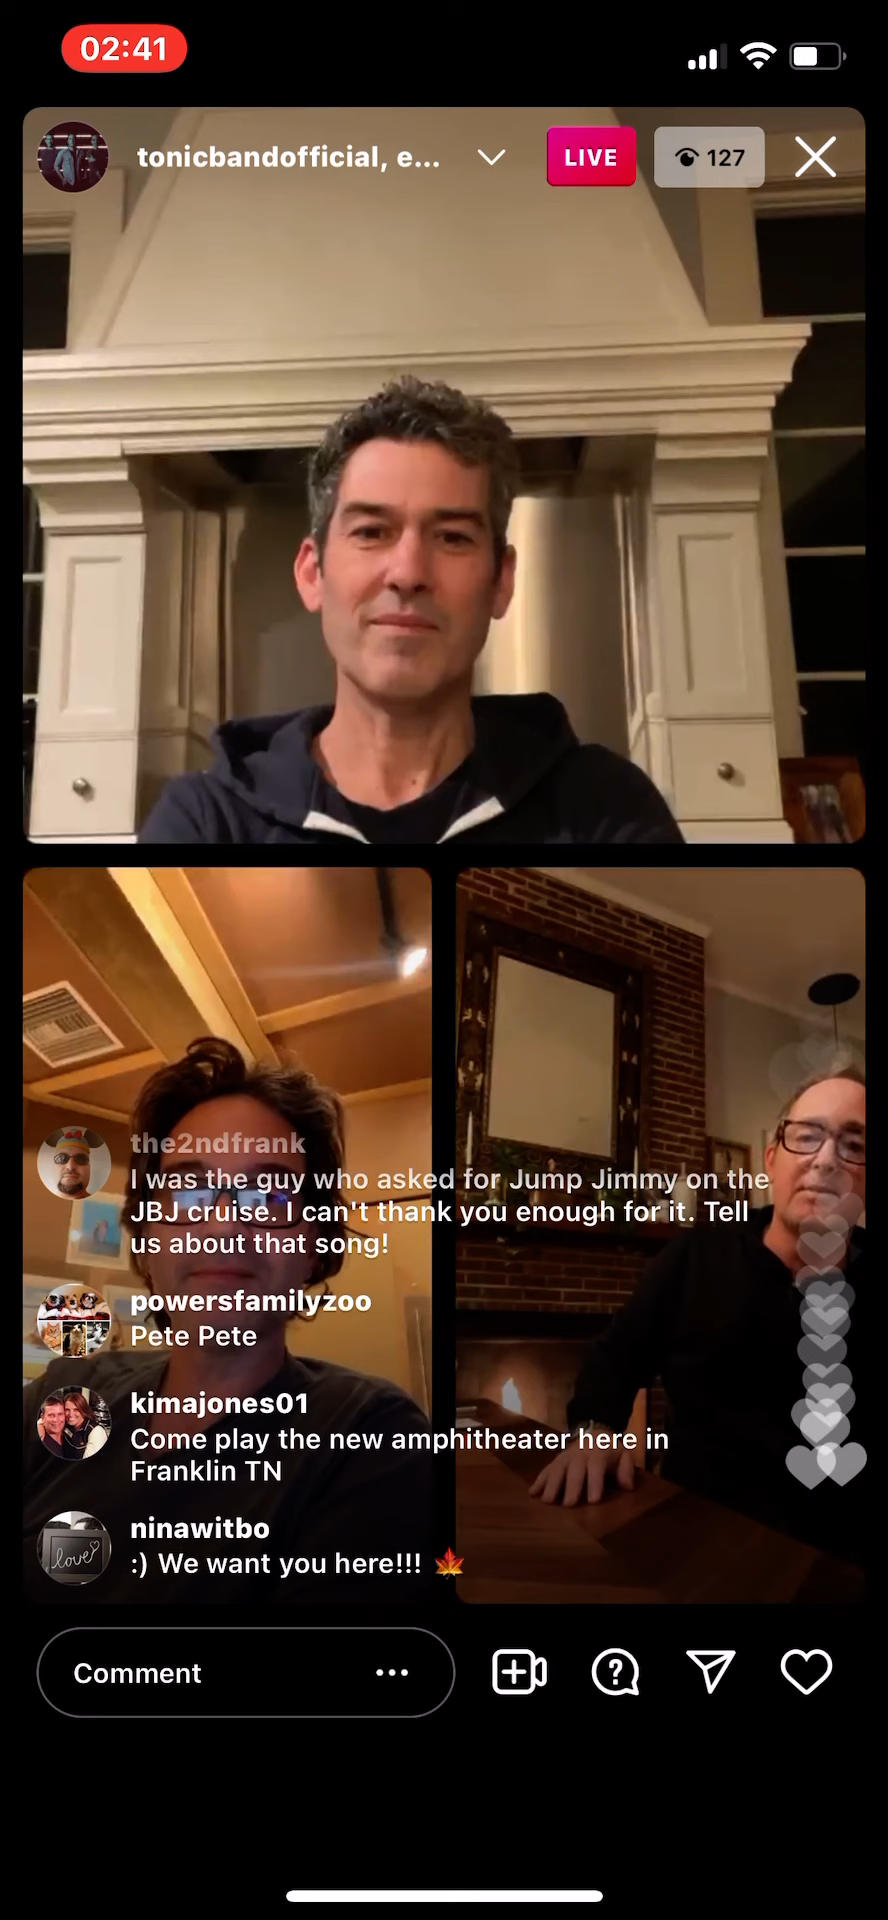 02:41
tonicbandofficial, e...
LIVE
127
the2ndfrank
I was the guy who asked for Jump Jimmy on the
JBJ cruise. I can't thank you enough for it. Tell
us about that song!
powersfamilyzoo
Pete Pete
kimajones01
Come play the new amphitheater here in
Franklin TN
love
ninawitbo
:) We want you here!!! 🍁
Comment